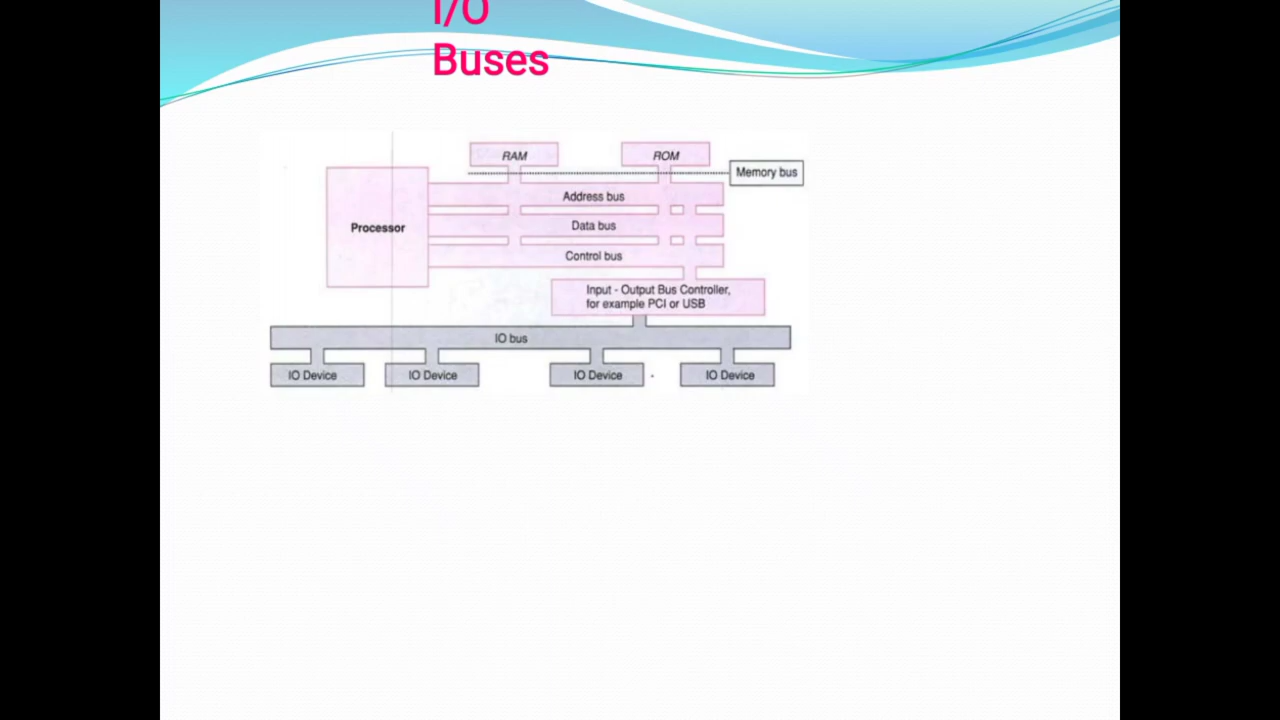 I/O
Buses
RAM
ROM
Memory bus
Address bus
Processor
Data bus
Control bus
Input - Output Bus Controller,
for example PCI or USB
IO bus
IO Device
IO Device
IO Device
IO Device